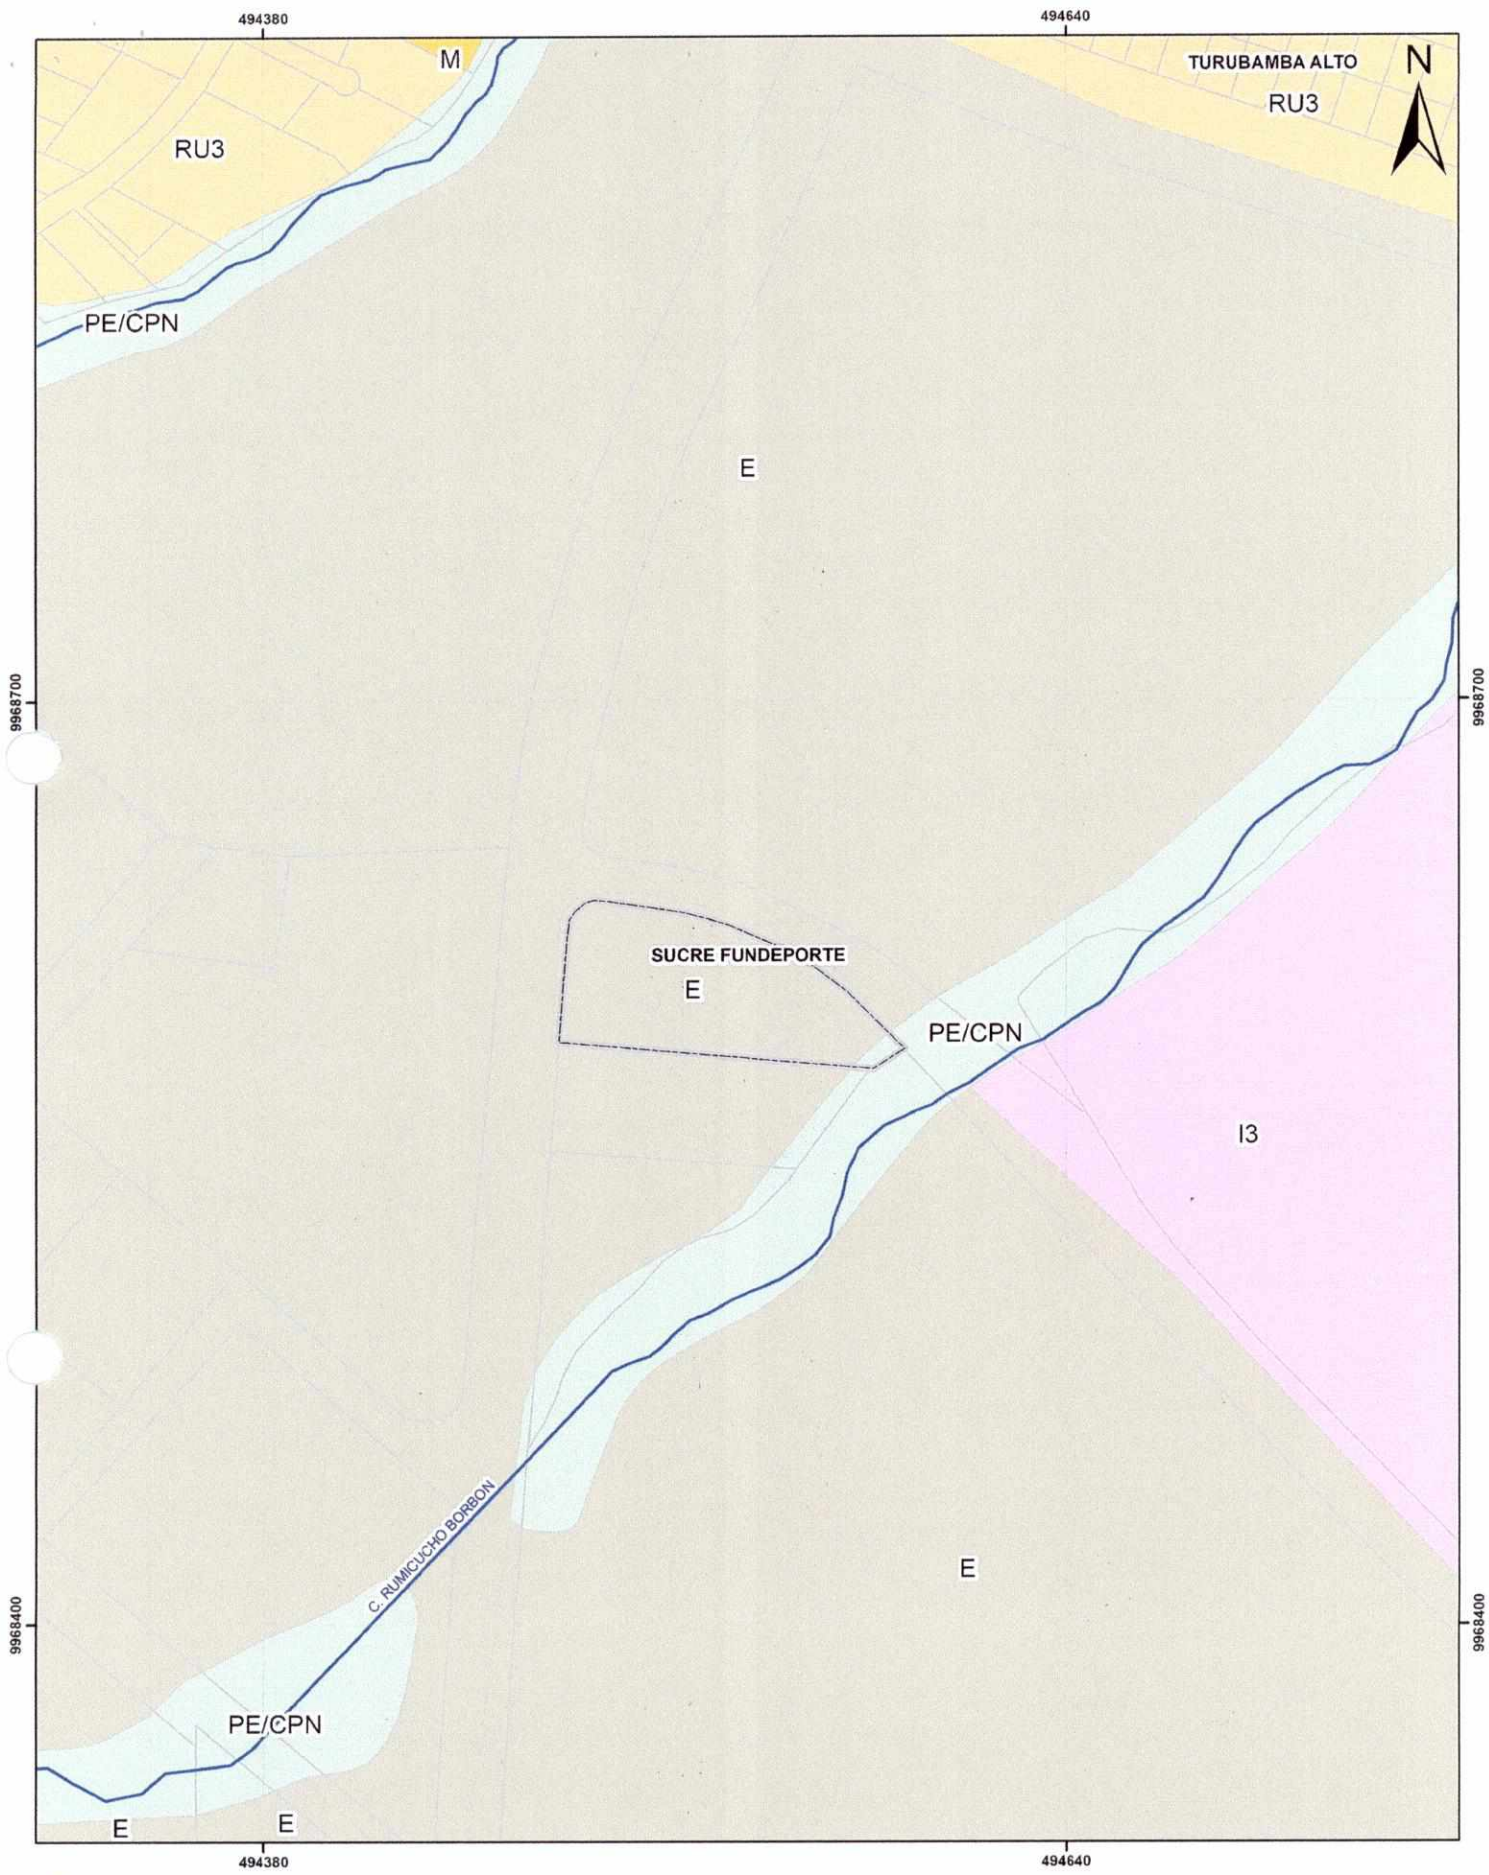 494380
494640
M
TURUBAMBA ALTO
N
RU3
RU3
PE/CPN
E
9968700
9968700
SUCRE FUNDEPORTE
E
PE/CPN
I3
C. RUMICUCHO BORBON
E
9968400
9968400
PE/CPN
E
E
494380
494640